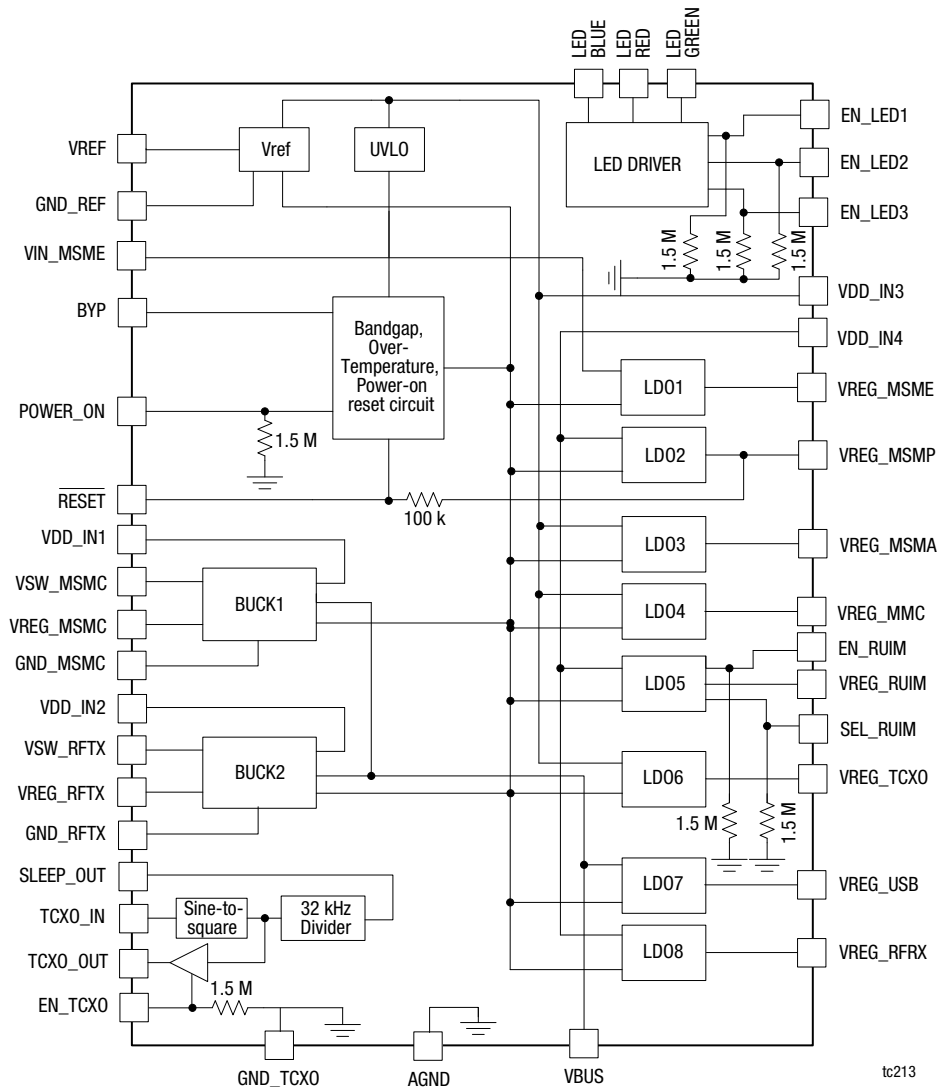 LED
BLUE
LED
RED
LED
GREEN
VREF
GND_REF
VIN_MSME
BYP
POWER_ON
RESET
VDD_IN1
VSW_MSMC
VREG_MSMC
GND_MSMC
VDD_IN2
VSW_RFTX
VREG_RFTX
GND_RFTX
SLEEP_OUT
TCXO_IN
TCXO_OUT
EN_TCXO
Vref
UVLO
Bandgap,
Over-
Temperature,
Power-on
reset circuit
1.5 M
100 k
BUCK1
BUCK2
Sine-to-
square
32 kHz
Divider
1.5 M
LED DRIVER
1.5 M
1.5 M
1.5 M
LDO1
LDO2
LDO3
LDO4
LDO5
LDO6
LDO7
LDO8
1.5 M
1.5 M
EN_LED1
EN_LED2
EN_LED3
VDD_IN3
VDD_IN4
VREG_MSME
VREG_MSMP
VREG_MSMA
VREG_MMC
EN_RUIM
VREG_RUIM
SEL_RUIM
VREG_TCXO
VREG_USB
VREG_RFRX
GND_TCXO
AGND
VBUS
tc213